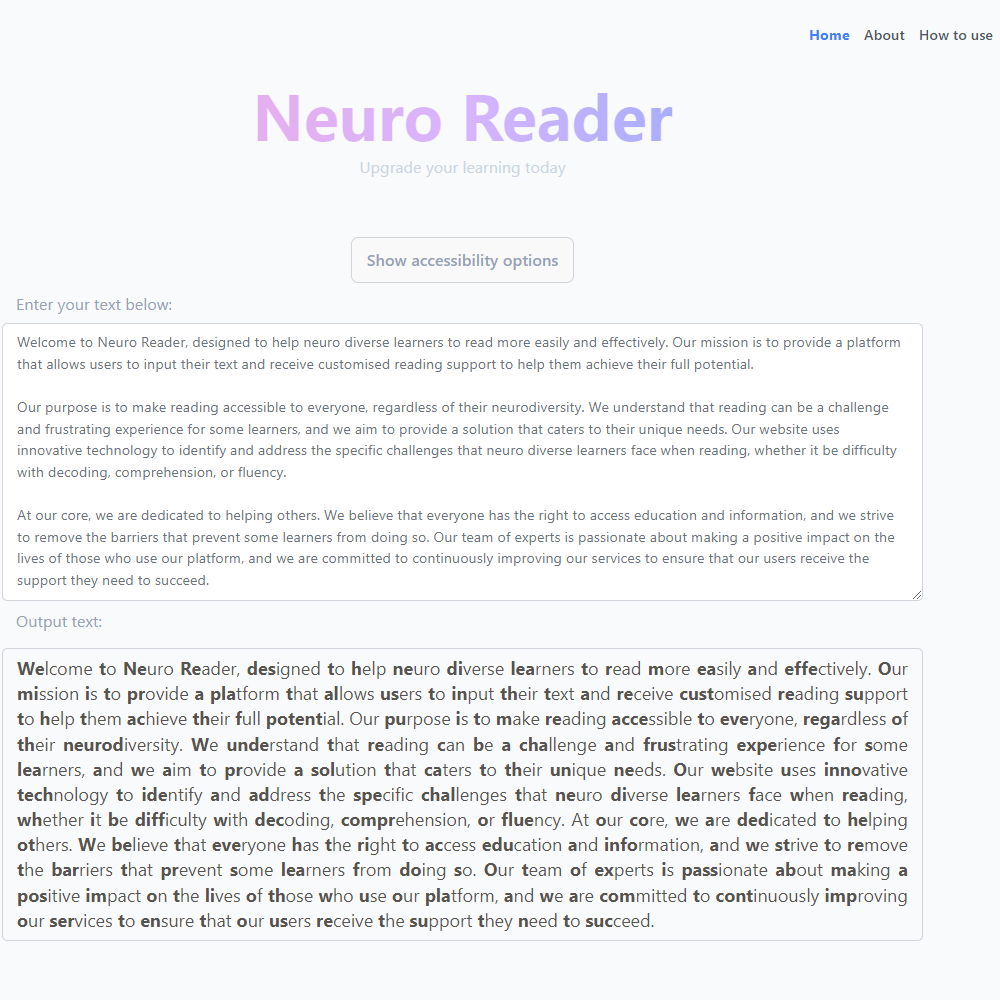 Home About How to use
Neuro Reader
Upgrade your learning today
Show accessibility options
Enter your text below:
Welcome to Neuro Reader, designed to help neuro diverse learners to read more easily and effectively. Our mission is to provide a platform
that allows users to input their text and receive customised reading support to help them achieve their full potential.
Our purpose is to make reading accessible to everyone, regardless of their neurodiversity. We understand that reading can be a challenge
and frustrating experience for some learners, and we aim to provide a solution that caters to their unique needs. Our website uses
innovative technology to identify and address the specific challenges that neuro diverse learners face when reading, whether it be difficulty
with decoding, comprehension, or fluency.
At our core, we are dedicated to helping others. We believe that everyone has the right to access education and information, and we strive
to remove the barriers that prevent some learners from doing so. Our team of experts is passionate about making a positive impact on the
lives of those who use our platform, and we are committed to continuously improving our services to ensure that our users receive the
support they need to succeed.
Output text:
Welcome to Neuro Reader, designed to help neuro diverse learners to read more easily and effectively. Our
mission is to provide a platform that allows users to input their text and receive customised reading support
to help them achieve their full potential. Our purpose is to make reading accessible to everyone, regardless of
their neurodiversity. We understand that reading can be a challenge and frustrating experience for some
learners, and we aim to provide a solution that caters to their unique needs. Our website uses innovative
technology to identify and address the specific challenges that neuro diverse learners face when reading,
whether it be difficulty with decoding, comprehension, or fluency. At our core, we are dedicated to helping
others. We believe that everyone has the right to access education and information, and we strive to remove
the barriers that prevent some learners from doing so. Our team of experts is passionate about making a
positive impact on the lives of those who use our platform, and we are committed to continuously improving
our services to ensure that our users receive the support they need to succeed.